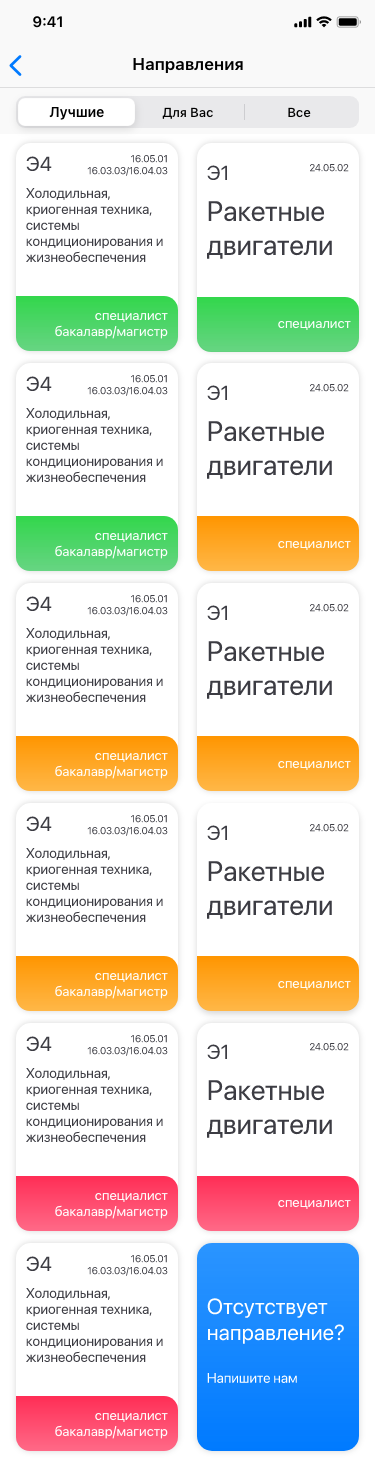 9:41
Направления
Лучшие
Для Вас
Все
Э4
16.05.01
16.03.03/16.04.03
Холодильная,
криогенная техника,
системы
кондиционирования и
жизнеобеспечения
специалист
бакалавр/магистр
Э1
24.05.02
Ракетные
двигатели
специалист
Э4
16.05.01
16.03.03/16.04.03
Холодильная,
криогенная техника,
системы
кондиционирования и
жизнеобеспечения
специалист
бакалавр/магистр
Э1
24.05.02
Ракетные
двигатели
специалист
Э4
16.05.01
16.03.03/16.04.03
Холодильная,
криогенная техника,
системы
кондиционирования и
жизнеобеспечения
специалист
бакалавр/магистр
Э1
24.05.02
Ракетные
двигатели
специалист
Э4
16.05.01
16.03.03/16.04.03
Холодильная,
криогенная техника,
системы
кондиционирования и
жизнеобеспечения
специалист
бакалавр/магистр
Э1
24.05.02
Ракетные
двигатели
специалист
Э4
16.05.01
16.03.03/16.04.03
Холодильная,
криогенная техника,
системы
кондиционирования и
жизнеобеспечения
специалист
бакалавр/магистр
Э1
24.05.02
Ракетные
двигатели
специалист
Э4
16.05.01
16.03.03/16.04.03
Холодильная,
криогенная техника,
системы
кондиционирования и
жизнеобеспечения
специалист
бакалавр/магистр
Отсутствует
направление?
Напишите нам